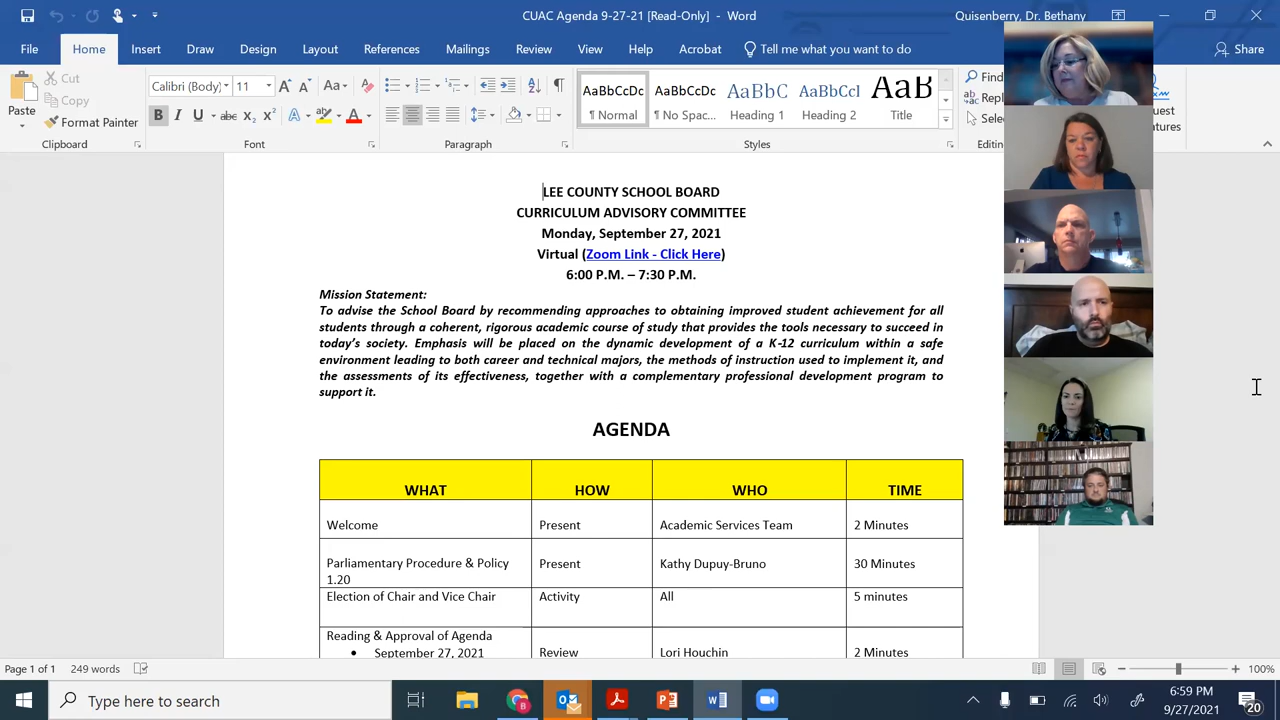 CUAC Agenda 9-27-21 [Read-Only] - Word
Quisenberry, Dr. Bethany
File Home Insert Draw Design Layout References Mailings Review View Help Acrobat Tell me what you want to do Share
Paste
Cut
Copy
Format Painter
Calibri (Body) 11
AaBbCcDc AaBbCcDc AaBbC AaBbCcI AaB
¶ Normal ¶ No Spac... Heading 1 Heading 2 Title
Find
Repl
Sele
Clipboard Font Paragraph Styles Editin
LEE COUNTY SCHOOL BOARD
CURRICULUM ADVISORY COMMITTEE
Monday, September 27, 2021
Virtual (Zoom Link - Click Here)
6:00 P.M. – 7:30 P.M.
Mission Statement:
To advise the School Board by recommending approaches to obtaining improved student achievement for all
students through a coherent, rigorous academic course of study that provides the tools necessary to succeed in
today’s society. Emphasis will be placed on the dynamic development of a K-12 curriculum within a safe
environment leading to both career and technical majors, the methods of instruction used to implement it, and
the assessments of its effectiveness, together with a complementary professional development program to
support it.
AGENDA
WHAT HOW WHO TIME
Welcome Present Academic Services Team 2 Minutes
Parliamentary Procedure & Policy
1.20 Present Kathy Dupuy-Bruno 30 Minutes
Election of Chair and Vice Chair Activity All 5 minutes
Reading & Approval of Agenda
• September 27, 2021 Review Lori Houchin 2 Minutes
Page 1 of 1 249 words 100%
Type here to search
6:59 PM
9/27/2021
20